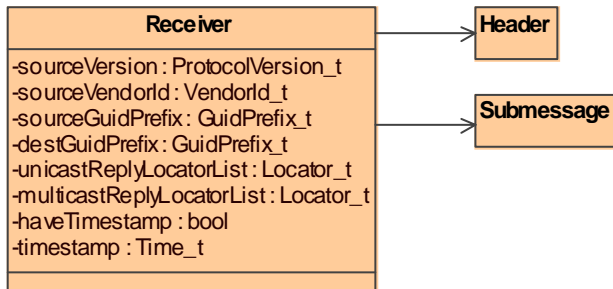 Receiver
-sourceVersion : ProtocolVersion_t
-sourceVendorId : VendorId_t
-sourceGuidPrefix : GuidPrefix_t
-destGuidPrefix : GuidPrefix_t
-unicastReplyLocatorList : Locator_t
-multicastReplyLocatorList : Locator_t
-haveTimestamp : bool
-timestamp : Time_t
Header
Submessage